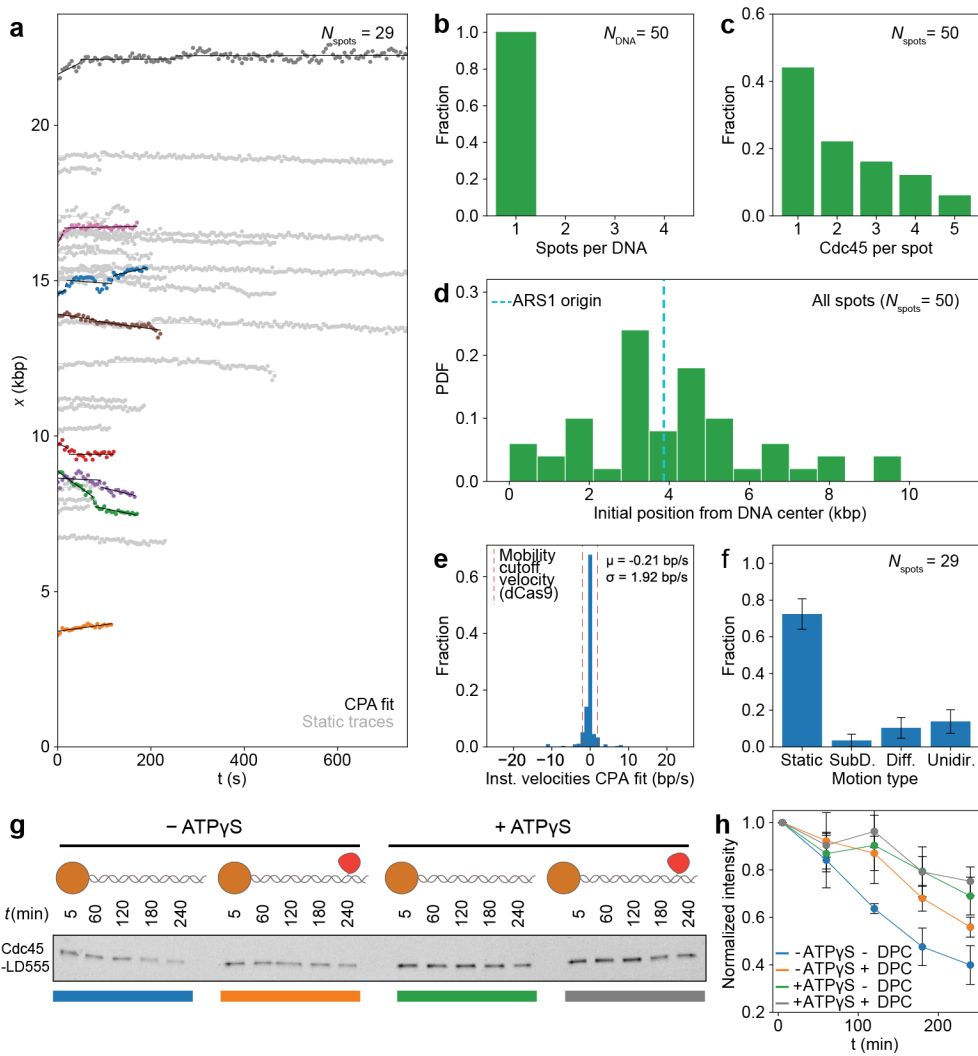 a
N spots = 29
20
15
10
5
0
x (kbp)
CPA fit
Static traces
0 200 400 600
t (s)
b
N DNA = 50
1.0
0.8
0.6
0.4
0.2
0.0
Fraction
1 2 3 4
Spots per DNA
c
N spots = 50
0.6
0.4
0.2
0.0
Fraction
1 2 3 4 5
Cdc45 per spot
d
ARS1 origin
All spots (N spots = 50)
0.3
0.2
0.1
0.0
PDF
0 2 4 6 8 10
Initial position from DNA center (kbp)
e
Mobility
cutoff
velocity
(dCas9)
μ = -0.21 bp/s
σ = 1.92 bp/s
0.6
0.4
0.2
0.0
Fraction
−20 −10 0 10 20
Inst. velocities CPA fit (bp/s)
f
N spots = 29
1.0
0.8
0.6
0.4
0.2
0.0
Fraction
Static SubD. Diff. Unidir.
Motion type
g
− ATPγS
+ ATPγS
t(min) 5 60 120 180 240 5 60 120 180 240 5 60 120 180 240 5 60 120 180 240
Cdc45
-LD555
h
1.0
0.8
0.6
0.4
0.2
Normalized intensity
-ATPγS - DPC
-ATPγS + DPC
+ATPγS - DPC
+ATPγS + DPC
0 100 200
t (min)